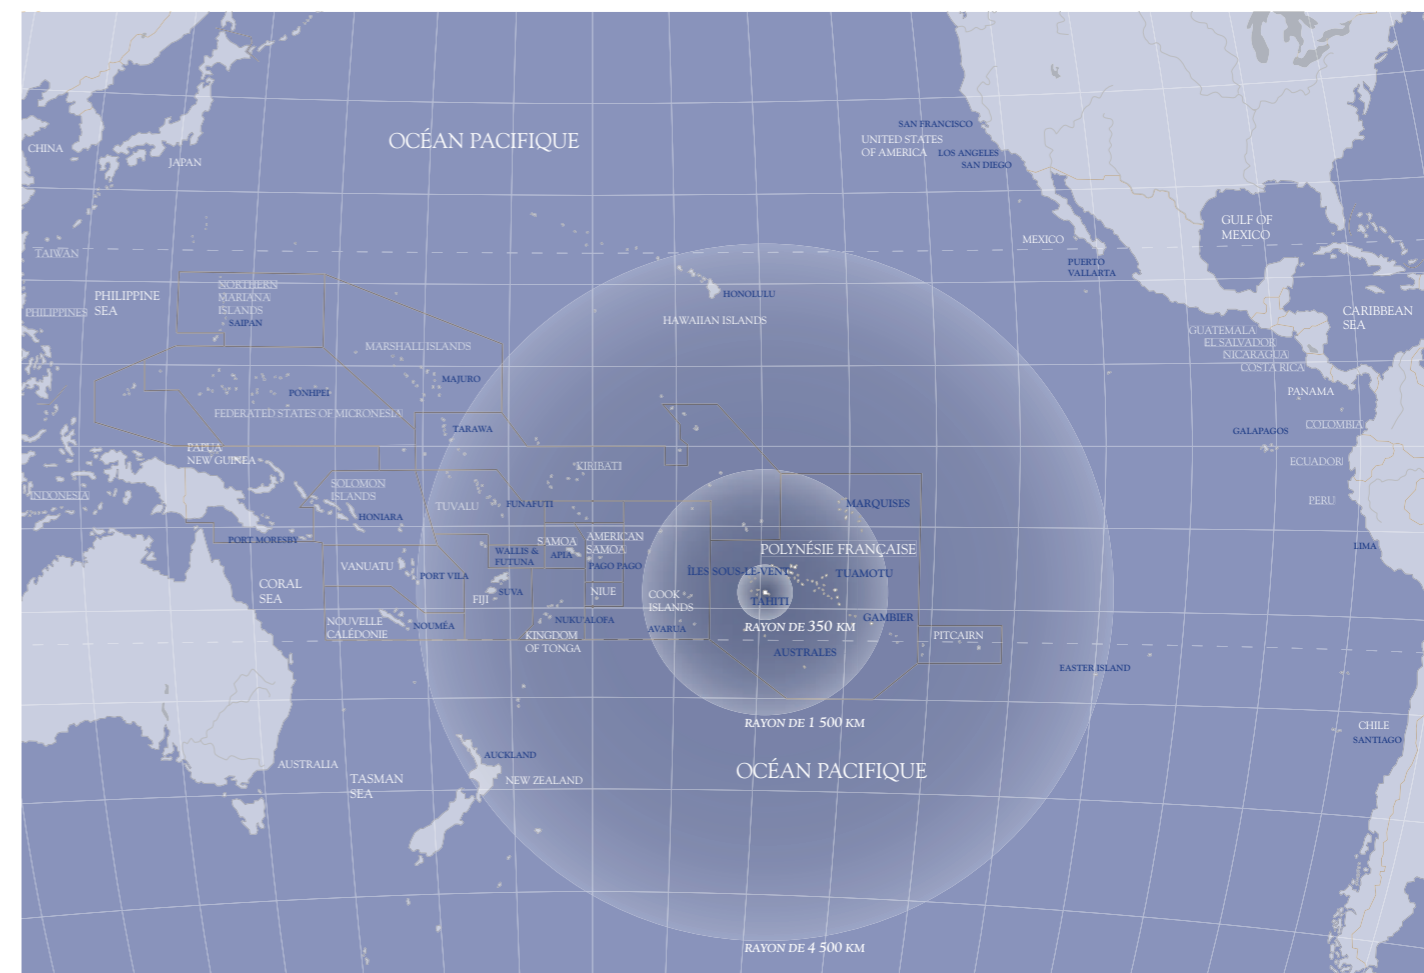 SAN FRANCISCO
OCÉAN PACIFIQUE
UNITED STATES
OF AMERICA
LOS ANGELES
SAN DIEGO
CHINA
JAPAN
GULF OF
MEXICO
MEXICO
TAIWAN
PUERTO
VALLARTA
NORTHERN
MARIANA
ISLANDS
SAIPAN
PHILIPPINE
SEA
PHILIPPINES
HONOLULU
HAWAIIAN ISLANDS
CARIBBEAN
SEA
GUATEMALA
EL SALVADOR
NICARAGUA
COSTA RICA
MARSHALL ISLANDS
MAJURO
PONHPEI
PANAMA
FEDERATED STATES OF MICRONESIA
TARAWA
GALAPAGOS
COLOMBIA
PAPUA
NEW GUINEA
KIRIBATI
ECUADOR
INDONESIA
SOLOMON
ISLANDS
TUVALU
FUNAFUTI
MARQUISES
PERU
HONIARA
PORT MORESBY
SAMOA
AMERICAN
SAMOA
WALLIS &
FUTUNA
APIA
PAGO PAGO
POLYNÉSIE FRANÇAISE
LIMA
VANUATU
PORT VILA
ÎLES SOUS-LE-VENT
TUAMOTU
CORAL
SEA
FIJI
SUVA
NIUE
COOK
ISLANDS
TAHITI
NOUVELLE
CALÉDONIE
NOUMÉA
NUKU'ALOFA
AVARUA
RAYON DE 350 KM
GAMBIER
KINGDOM
OF TONGA
PITCAIRN
AUSTRALES
EASTER ISLAND
RAYON DE 1 500 KM
CHILE
SANTIAGO
AUCKLAND
AUSTRALIA
TASMAN
SEA
NEW ZEALAND
OCÉAN PACIFIQUE
RAYON DE 4 500 KM